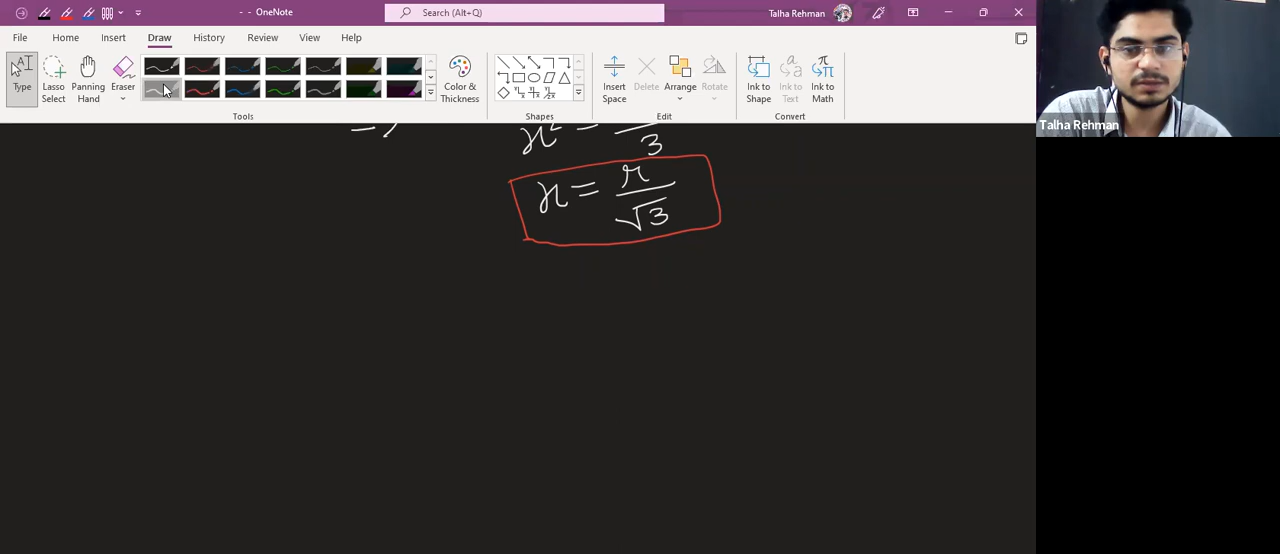 - - OneNote
Search (Alt+Q)
Talha Rehman
File Home Insert Draw History Review View Help
Type
Lasso Select
Panning Hand
Eraser
Color & Thickness
Insert Space
Delete
Arrange
Rotate
Ink to Shape
Ink to Text
Ink to Math
Tools
Shapes
Edit
Convert
Talha Rehman
x² = 3
x = r/√3